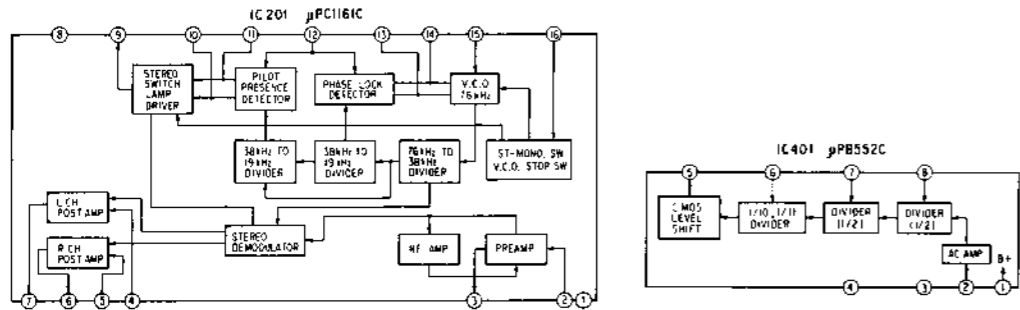 IC201 μPC1161C
8 9 10 11 12 13 14 15 16
STEREO
SWITCH
LAMP
DRIVER
PILOT
PRESENCE
DETECTOR
PHASE LOCK
DETECTOR
V.C.O
76kHz
38kHz TO
19kHz
DIVIDER
38kHz TO
19kHz
DIVIDER
76kHz TO
38kHz
DIVIDER
ST-MONO, SW
V.C.O. STOP SW
L CH
POST AMP
R CH
POST AMP
STEREO
DEMODULATOR
NF AMP
PREAMP
7 6 5 4 3 2 1
IC401 μPB552C
5 6 7 8
CMOS
LEVEL
SHIFT
1/10, 1/11
DIVIDER
DIVIDER
(1/2)
DIVIDER
(1/2)
AC AMP
B+
4 3 2 1